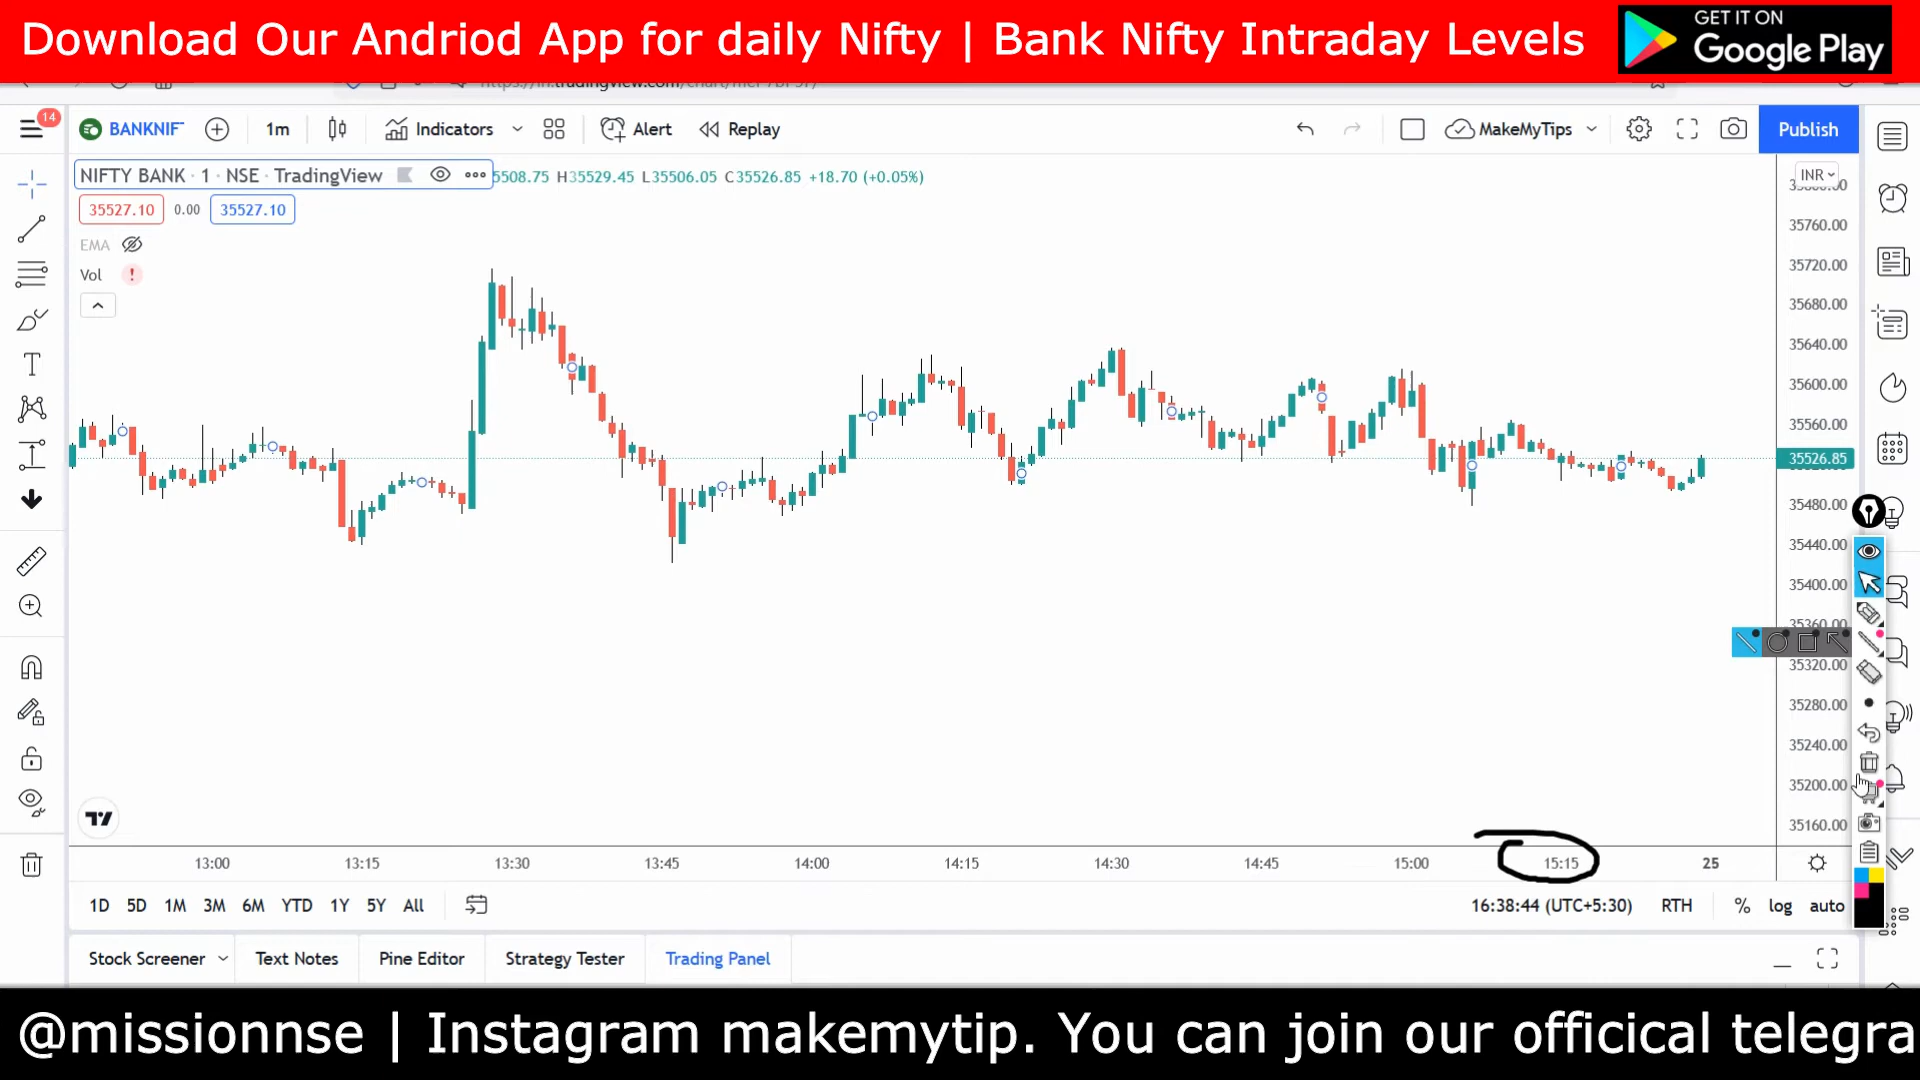 Download Our Andriod App for daily Nifty | Bank Nifty Intraday Levels
GET IT ON
Google Play
14
BANKNIF
1m
Indicators
Alert
Replay
MakeMyTips
Publish
NIFTY BANK · 1 · NSE · TradingView
5508.75 H35529.45 L35506.05 C35526.85 +18.70 (+0.05%)
INR
35527.10
0.00
35527.10
EMA
Vol
!
35760.00
35720.00
35680.00
35640.00
35600.00
35560.00
35526.85
35480.00
35440.00
35400.00
35360.00
35320.00
35280.00
35240.00
35200.00
35160.00
13:00 13:15 13:30 13:45 14:00 14:15 14:30 14:45 15:00 15:15 25
1D 5D 1M 3M 6M YTD 1Y 5Y All
16:38:44 (UTC+5:30) RTH % log auto
Stock Screener Text Notes Pine Editor Strategy Tester Trading Panel
@missionnse | Instagram makemytip. You can join our officical telegra